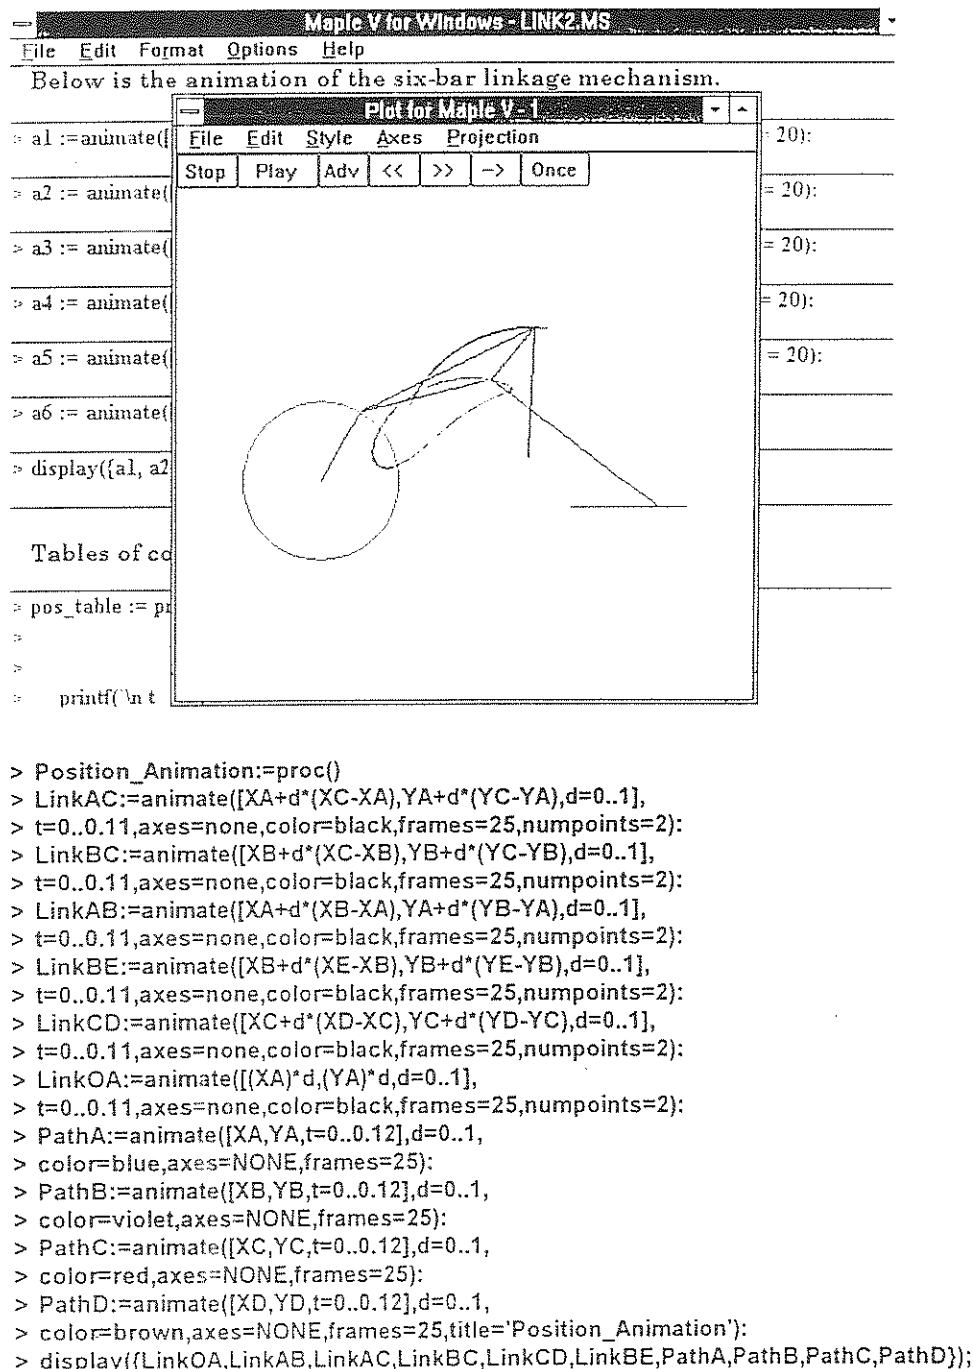 Maple V for Windows - LINK2.MS
File Edit Format Options Help
Below is the animation of the six-bar linkage mechanism.
Plot for Maple V - 1
File Edit Style Axes Projection
Stop Play Adv << >> -> Once
> a1 :=animate([ = 20):
> a2 := animate([ = 20):
> a3 := animate([ = 20):
> a4 := animate([ = 20):
> a5 := animate([ = 20):
> a6 := animate(
> display({a1, a2
Tables of co
> pos_table := pr
>
>
> printf(`\n t
> Position_Animation:=proc()
> LinkAC:=animate([XA+d*(XC-XA),YA+d*(YC-YA),d=0..1],
> t=0..0.11,axes=none,color=black,frames=25,numpoints=2):
> LinkBC:=animate([XB+d*(XC-XB),YB+d*(YC-YB),d=0..1],
> t=0..0.11,axes=none,color=black,frames=25,numpoints=2):
> LinkAB:=animate([XA+d*(XB-XA),YA+d*(YB-YA),d=0..1],
> t=0..0.11,axes=none,color=black,frames=25,numpoints=2):
> LinkBE:=animate([XB+d*(XE-XB),YB+d*(YE-YB),d=0..1],
> t=0..0.11,axes=none,color=black,frames=25,numpoints=2):
> LinkCD:=animate([XC+d*(XD-XC),YC+d*(YD-YC),d=0..1],
> t=0..0.11,axes=none,color=black,frames=25,numpoints=2):
> LinkOA:=animate([(XA)*d,(YA)*d,d=0..1],
> t=0..0.11,axes=none,color=black,frames=25,numpoints=2):
> PathA:=animate([XA,YA,t=0..0.12],d=0..1,
> color=blue,axes=NONE,frames=25):
> PathB:=animate([XB,YB,t=0..0.12],d=0..1,
> color=violet,axes=NONE,frames=25):
> PathC:=animate([XC,YC,t=0..0.12],d=0..1,
> color=red,axes=NONE,frames=25):
> PathD:=animate([XD,YD,t=0..0.12],d=0..1,
> color=brown,axes=NONE,frames=25,title='Position_Animation'):
> display({LinkOA,LinkAB,LinkAC,LinkBC,LinkCD,LinkBE,PathA,PathB,PathC,PathD});